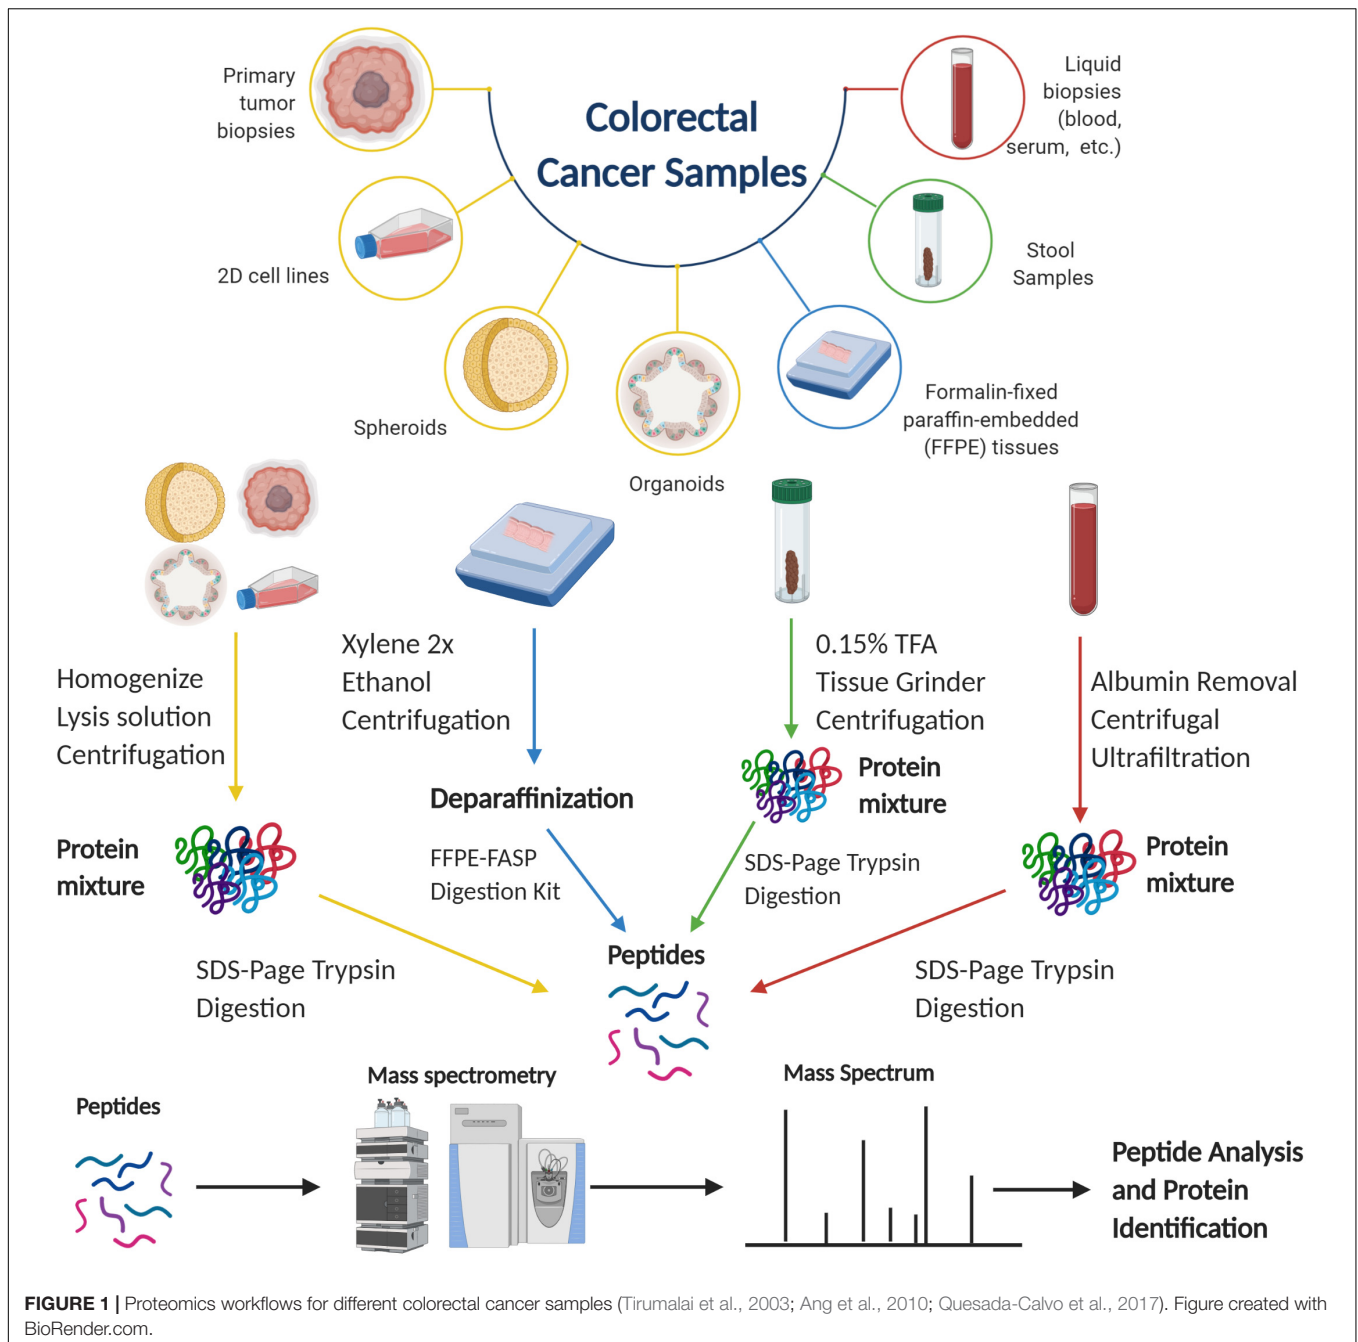 Colorectal
Cancer Samples
Primary
tumor
biopsies
2D cell lines
Spheroids
Organoids
Formalin-fixed
paraffin-embedded
(FFPE) tissues
Stool
Samples
Liquid
biopsies
(blood,
serum, etc.)
Homogenize
Lysis solution
Centrifugation
Protein
mixture
SDS-Page Trypsin
Digestion
Xylene 2x
Ethanol
Centrifugation
Deparaffinization
FFPE-FASP
Digestion Kit
0.15% TFA
Tissue Grinder
Centrifugation
Protein
mixture
SDS-Page Trypsin
Digestion
Albumin Removal
Centrifugal
Ultrafiltration
Protein
mixture
SDS-Page Trypsin
Digestion
Peptides
Peptides
Mass spectrometry
Mass Spectrum
Peptide Analysis
and Protein
Identification
FIGURE 1 | Proteomics workflows for different colorectal cancer samples (Tirumalai et al., 2003; Ang et al., 2010; Quesada-Calvo et al., 2017). Figure created with
BioRender.com.